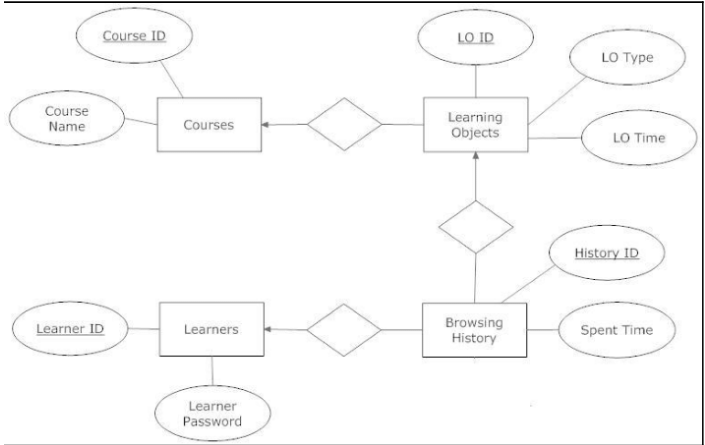 Course ID
LO ID
LO Type
Course
Name
Courses
Learning
Objects
LO Time
History ID
Learner ID
Learners
Browsing
History
Spent Time
Learner
Password